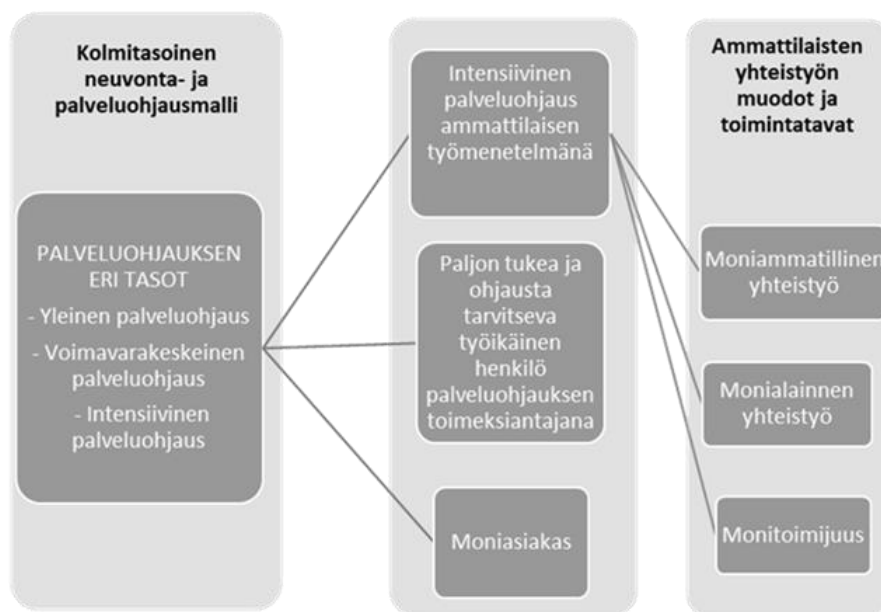 Kolmitasoinen
neuvonta- ja
palveluohjausmalli
PALVELUOHJAUKSEN
ERI TASOT
- Yleinen palveluohjaus
- Voimavarakeskeinen
palveluohjaus
- Intensiivinen
palveluohjaus
Intensiivinen
palveluohjaus
ammattilaisen
työmenetelmänä
Paljon tukea ja
ohjausta
tarvitseva
työikäinen
henkilö
palveluohjauksen
toimeksiantajana
Moniasiakas
Ammattilaisten
yhteistyön
muodot ja
toimintatavat
Moniammatillinen
yhteistyö
Monialainnen
yhteistyö
Monitoimijuus